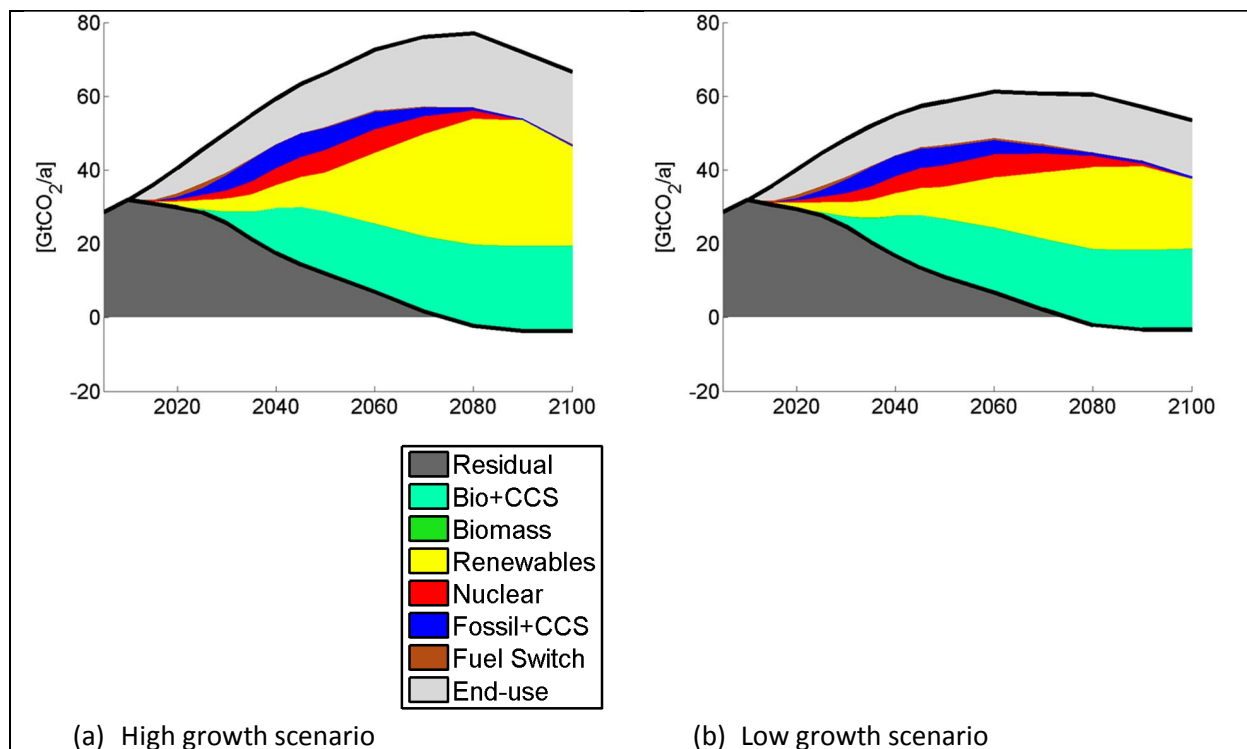 80
60
40
20
0
-20
[GtCO2/a]
2020 2040 2060 2080 2100
80
60
40
20
0
-20
[GtCO2/a]
2020 2040 2060 2080 2100
Residual
Bio+CCS
Biomass
Renewables
Nuclear
Fossil+CCS
Fuel Switch
End-use
(a) High growth scenario
(b) Low growth scenario